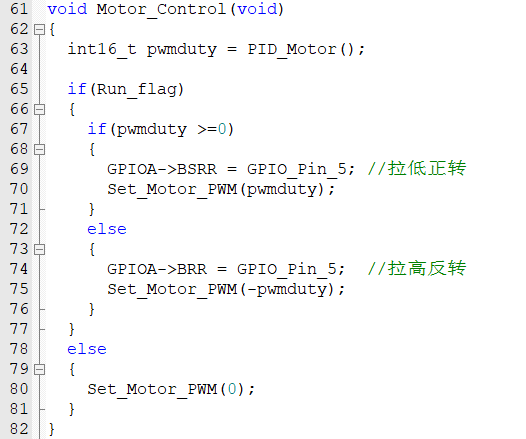 61 void Motor_Control(void)
62 {
63 int16_t pwmduty = PID_Motor();
64
65 if(Run_flag)
66 {
67 if(pwmduty >=0)
68 {
69 GPIOA->BSRR = GPIO_Pin_5; //拉低正转
70 Set_Motor_PWM(pwmduty);
71 }
72 else
73 {
74 GPIOA->BRR = GPIO_Pin_5; //拉高反转
75 Set_Motor_PWM(-pwmduty);
76 }
77 }
78 else
79 {
80 Set_Motor_PWM(0);
81 }
82 }